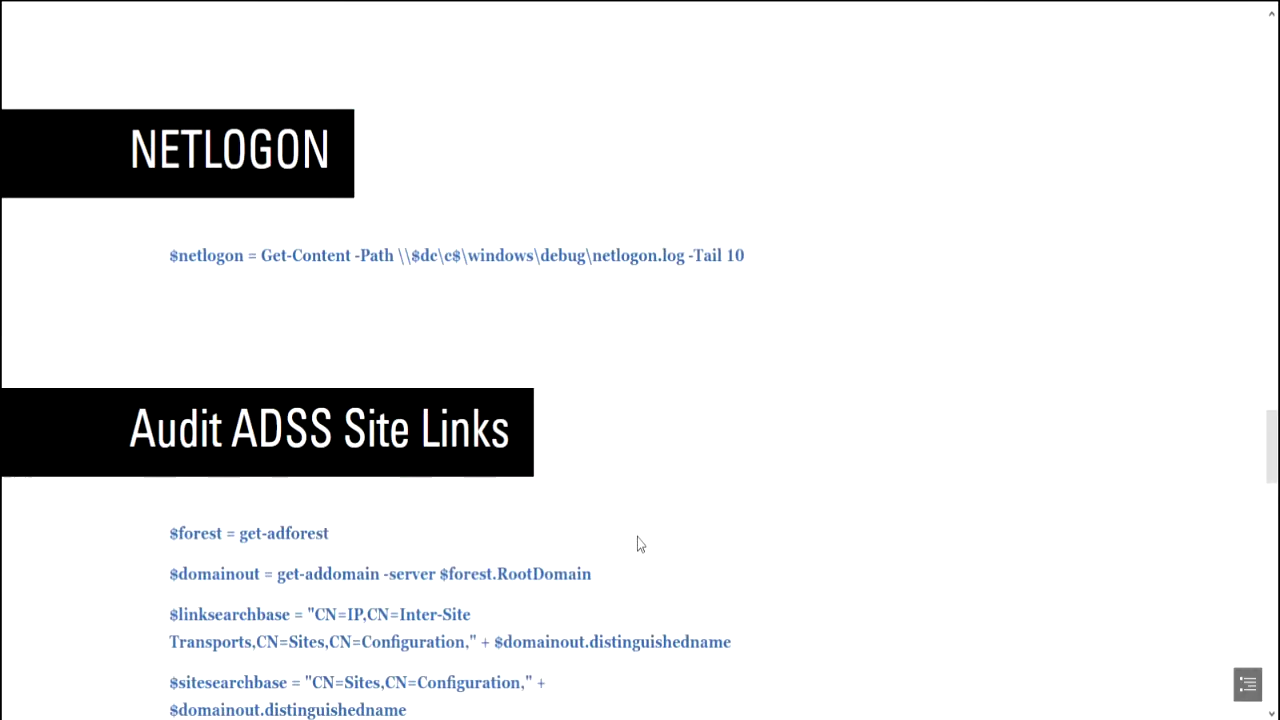 NETLOGON
$netlogon = Get-Content -Path \\$dc\c$\windows\debug\netlogon.log -Tail 10
Audit ADSS Site Links
$forest = get-adforest
$domainout = get-addomain -server $forest.RootDomain
$linksearchbase = "CN=IP,CN=Inter-Site
Transports,CN=Sites,CN=Configuration," + $domainout.distinguishedname
$sitesearchbase = "CN=Sites,CN=Configuration," +
$domainout.distinguishedname